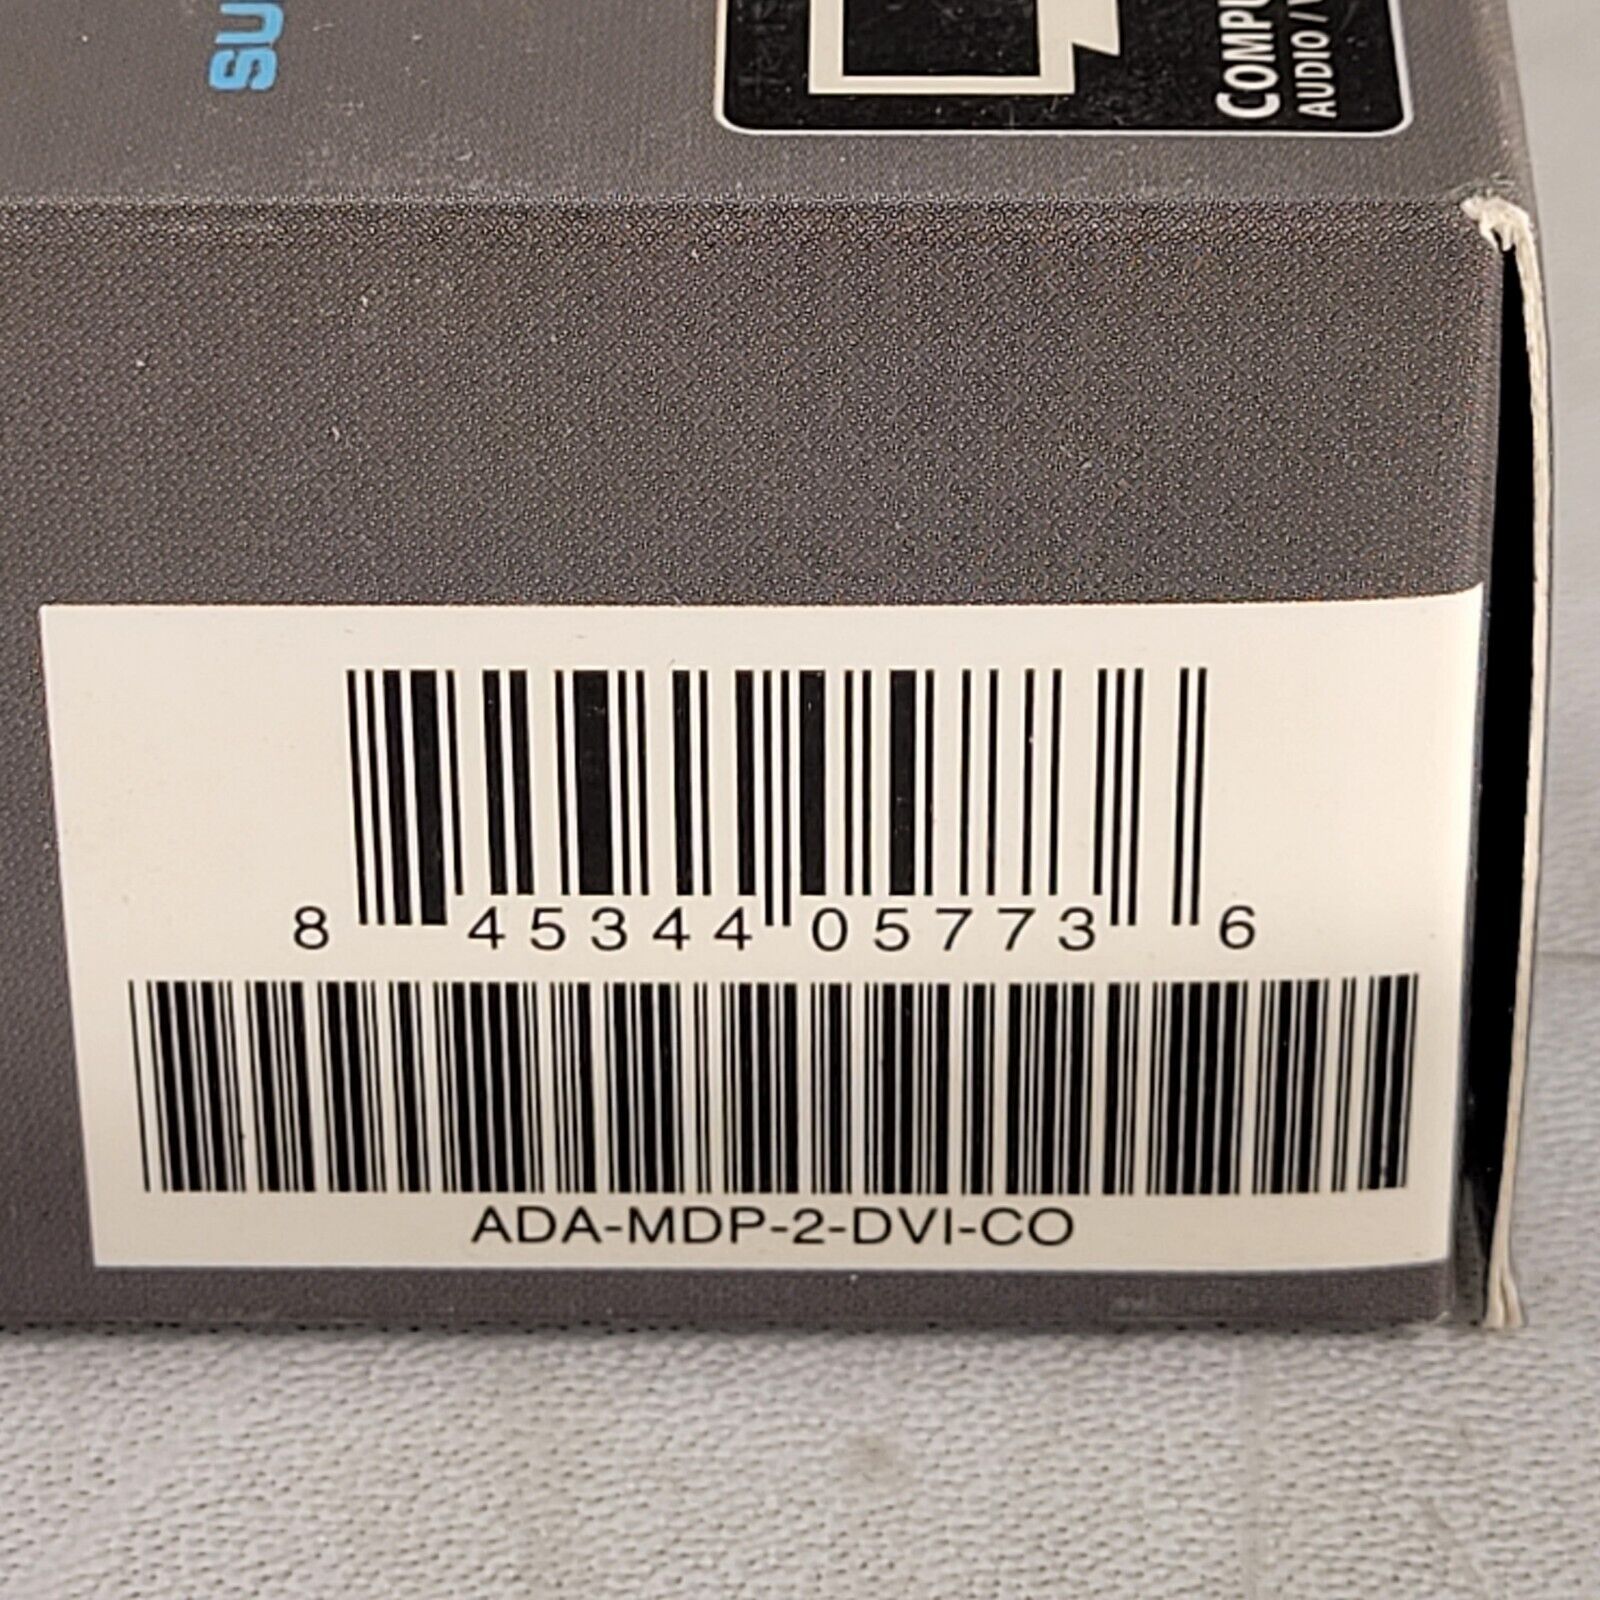 SU
COMPU
AUDIO / V
8 45344 05773 6
ADA-MDP-2-DVI-CO